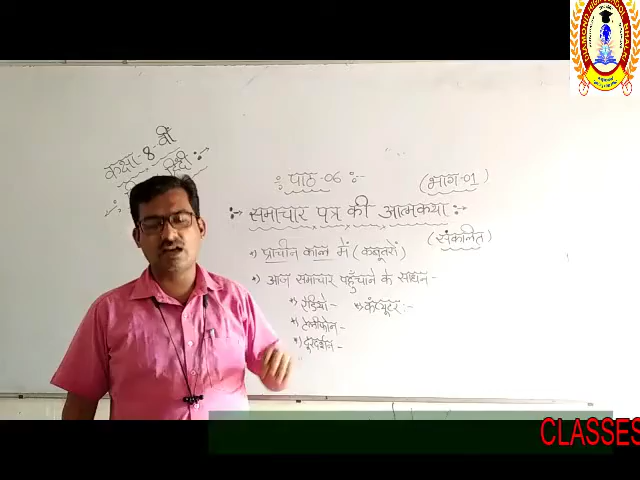 कक्षा - 8 वीं
हिन्दी
पाठ-06
(भाग-01)
समाचार पत्र की आत्मकथा
(संकलित)
प्राचीन काल में (कबूतरों)
आज समाचार पहुँचाने के साधन -
रेडियो - कंप्यूटर :-
टेलीफोन -
दूरदर्शन -
CLASSES